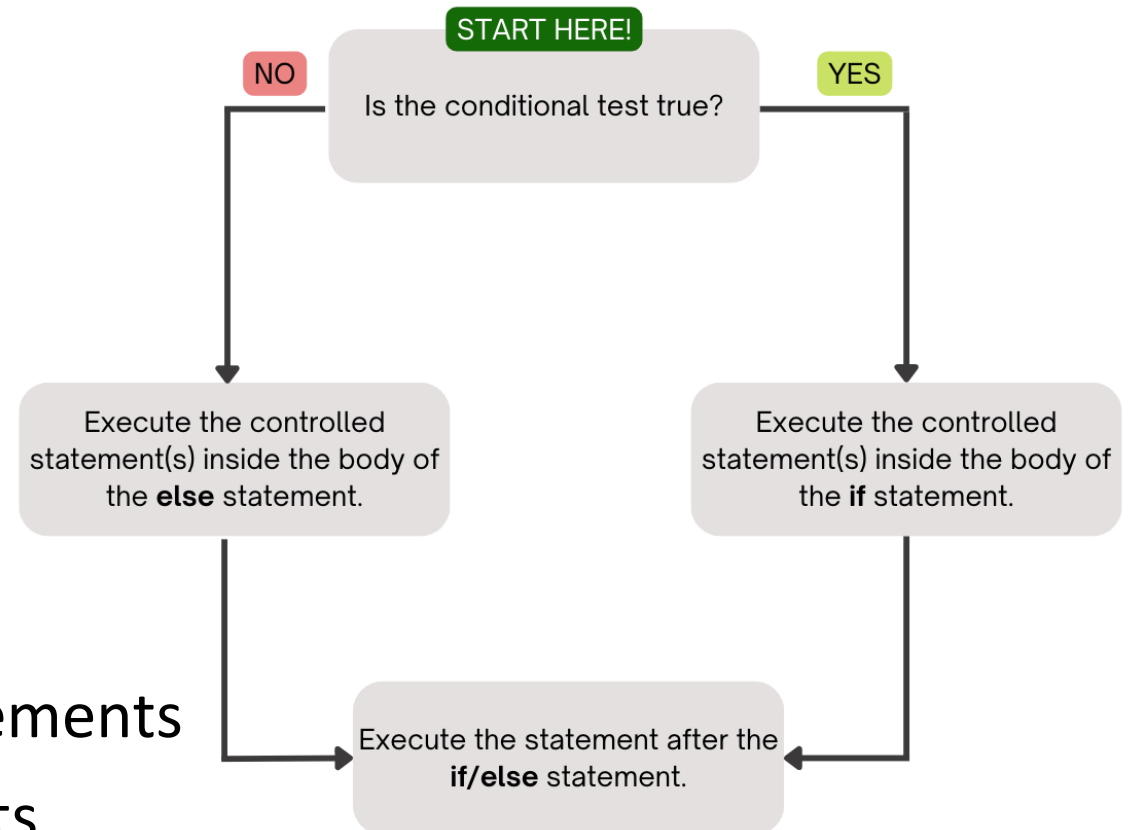 START HERE!
NO
YES
Is the conditional test true?
Execute the controlled
statement(s) inside the body of
the else statement.
Execute the controlled
statement(s) inside the body of
the if statement.
ements
ts
Execute the statement after the
if/else statement.